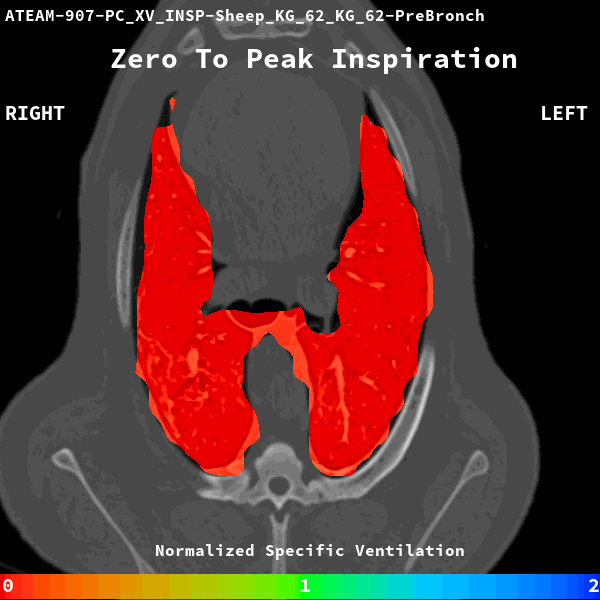 ATEAM-907-PC_XV_INSP-Sheep_KG_62_KG_62-PreBronch
Zero To Peak Inspiration
RIGHT LEFT
Normalized Specific Ventilation
0 1 2